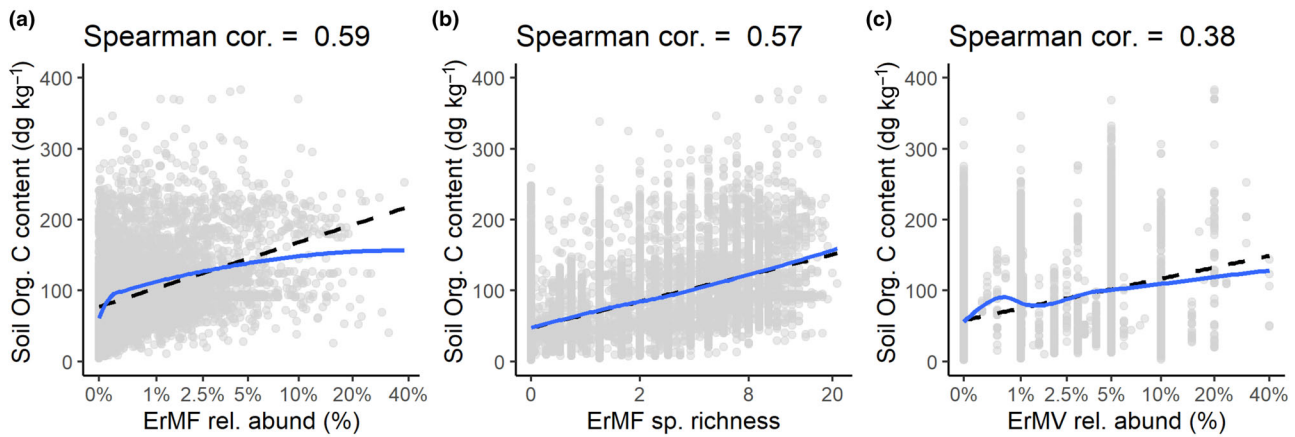 (a)
Spearman cor. = 0.59
Soil Org. C content (dg kg⁻¹)
400
300
200
100
0
0% 1% 2.5% 5% 10% 20% 40%
ErMF rel. abund (%)
(b)
Spearman cor. = 0.57
Soil Org. C content (dg kg⁻¹)
400
300
200
100
0
0 2 8 20
ErMF sp. richness
(c)
Spearman cor. = 0.38
Soil Org. C content (dg kg⁻¹)
400
300
200
100
0
0% 1% 2.5% 5% 10% 20% 40%
ErMV rel. abund (%)